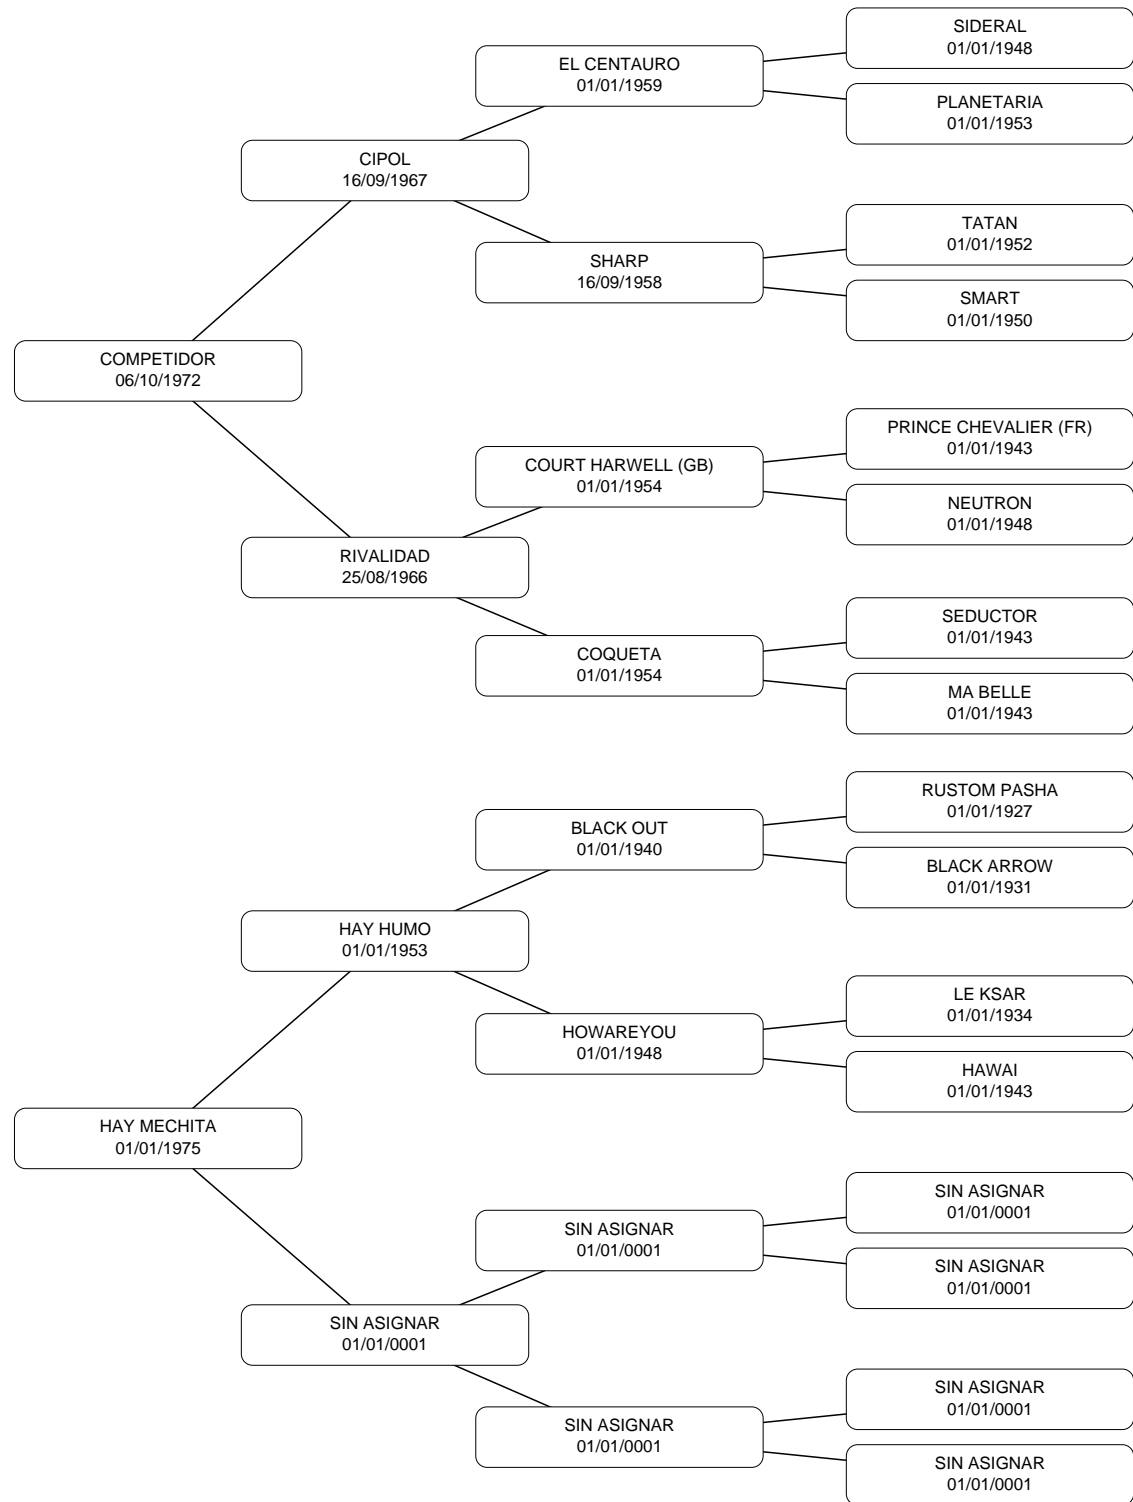 SIDERAL
01/01/1948
EL CENTAURO
01/01/1959
PLANETARIA
01/01/1953
CIPOL
16/09/1967
TATAN
01/01/1952
SHARP
16/09/1958
SMART
01/01/1950
COMPETIDOR
06/10/1972
PRINCE CHEVALIER (FR)
01/01/1943
COURT HARWELL (GB)
01/01/1954
NEUTRON
01/01/1948
RIVALIDAD
25/08/1966
SEDUCTOR
01/01/1943
COQUETA
01/01/1954
MA BELLE
01/01/1943
RUSTOM PASHA
01/01/1927
BLACK OUT
01/01/1940
BLACK ARROW
01/01/1931
HAY HUMO
01/01/1953
LE KSAR
01/01/1934
HOWAREYOU
01/01/1948
HAWAI
01/01/1943
HAY MECHITA
01/01/1975
SIN ASIGNAR
01/01/0001
SIN ASIGNAR
01/01/0001
SIN ASIGNAR
01/01/0001
SIN ASIGNAR
01/01/0001
SIN ASIGNAR
01/01/0001
SIN ASIGNAR
01/01/0001
SIN ASIGNAR
01/01/0001